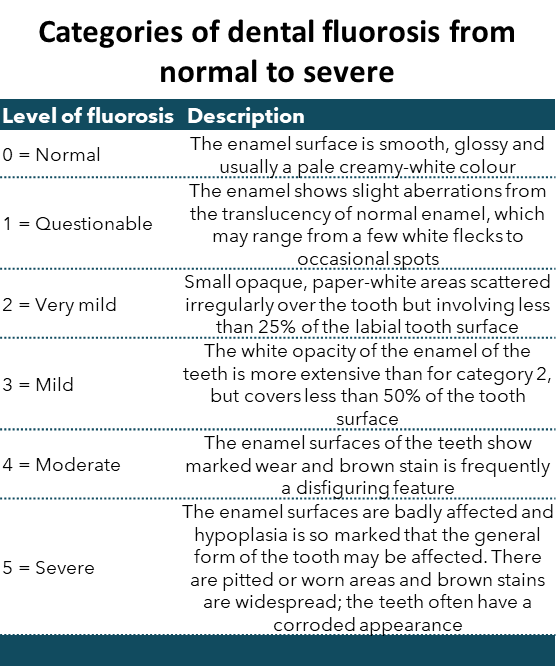 Categories of dental fluorosis from
normal to severe
Level of fluorosis Description
0 = Normal
The enamel surface is smooth, glossy and
usually a pale creamy-white colour
1 = Questionable
The enamel shows slight aberrations from
the translucency of normal enamel, which
may range from a few white flecks to
occasional spots
2 = Very mild
Small opaque, paper-white areas scattered
irregularly over the tooth but involving less
than 25% of the labial tooth surface
3 = Mild
The white opacity of the enamel of the
teeth is more extensive than for category 2,
but covers less than 50% of the tooth
surface
4 = Moderate
The enamel surfaces of the teeth show
marked wear and brown stain is frequently
a disfiguring feature
5 = Severe
The enamel surfaces are badly affected and
hypoplasia is so marked that the general
form of the tooth may be affected. There
are pitted or worn areas and brown stains
are widespread; the teeth often have a
corroded appearance